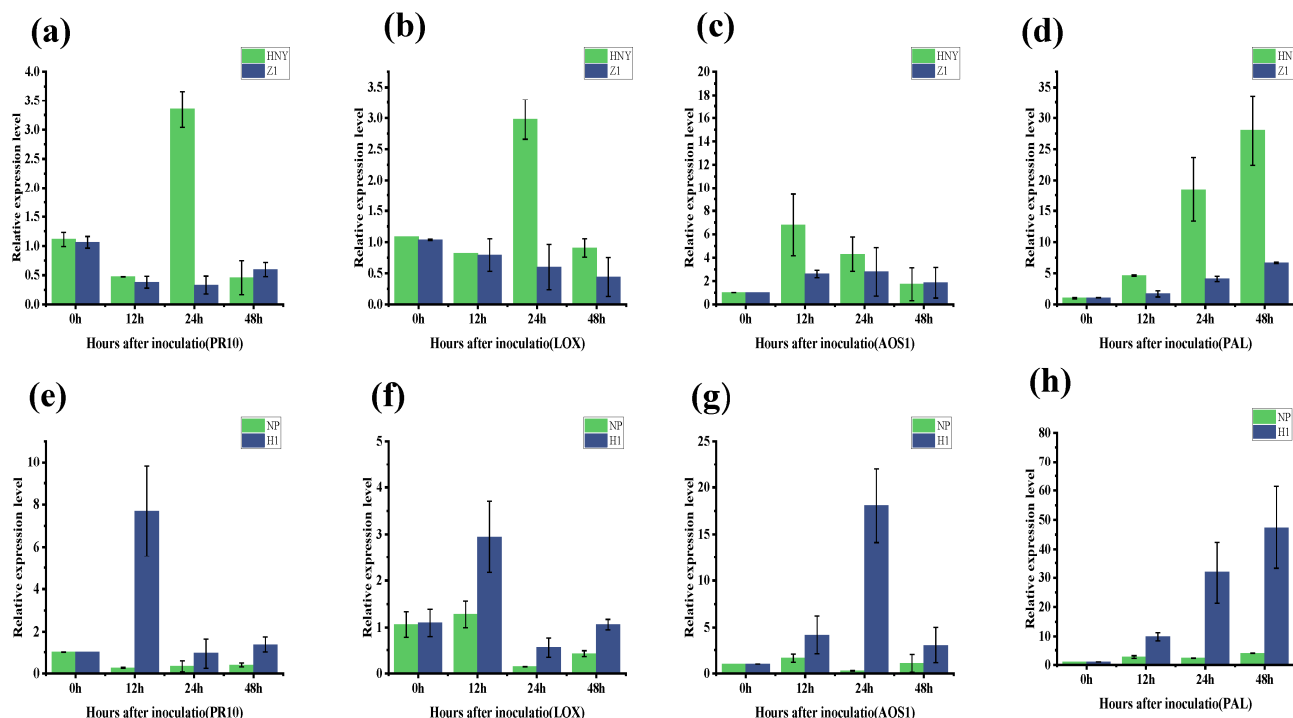 (a)
HNY
Z1
Relative expression level
4.0
3.5
3.0
2.5
2.0
1.5
1.0
0.5
0.0
0h
12h
24h
48h
Hours after inoculatio(PR10)
(b)
HNY
Z1
Relative expression level
3.5
3.0
2.5
2.0
1.5
1.0
0.5
0.0
0h
12h
24h
48h
Hours after inoculatio(LOX)
(c)
HNY
Z1
Relative expression level
20
18
16
14
12
10
8
6
4
2
0
0h
12h
24h
48h
Hours after inoculatio(AOS1)
(d)
HN
Z1
Relative expression level
35
30
25
20
15
10
5
0
0h
12h
24h
48h
Hours after inoculatio(PAL)
(e)
NP
H1
Relative expression level
10
8
6
4
2
0
0h
12h
24h
48h
Hours after inoculatio(PR10)
(f)
NP
H1
Relative expression level
5
4
3
2
1
0
0h
12h
24h
48h
Hours after inoculatio(LOX)
(g)
NP
H1
Relative expression level
25
20
15
10
5
0
0h
12h
24h
48h
Hours after inoculatio(AOS1)
(h)
NP
H1
Relative expression level
80
70
60
50
40
30
20
10
0
0h
12h
24h
48h
Hours after inoculatio(PAL)